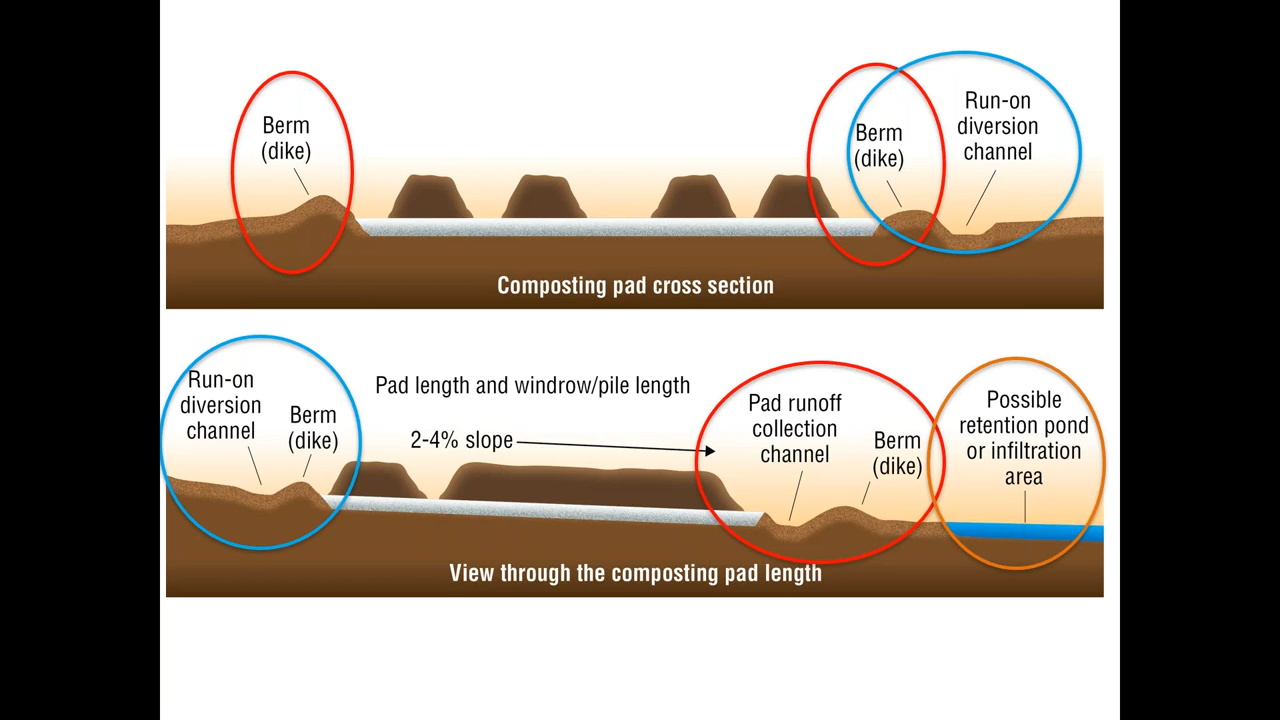 Berm
(dike)
Berm
(dike)
Run-on
diversion
channel
Composting pad cross section
Run-on
diversion
channel
Berm
(dike)
Pad length and windrow/pile length
2-4% slope
Pad runoff
collection
channel
Berm
(dike)
Possible
retention pond
or infiltration
area
View through the composting pad length